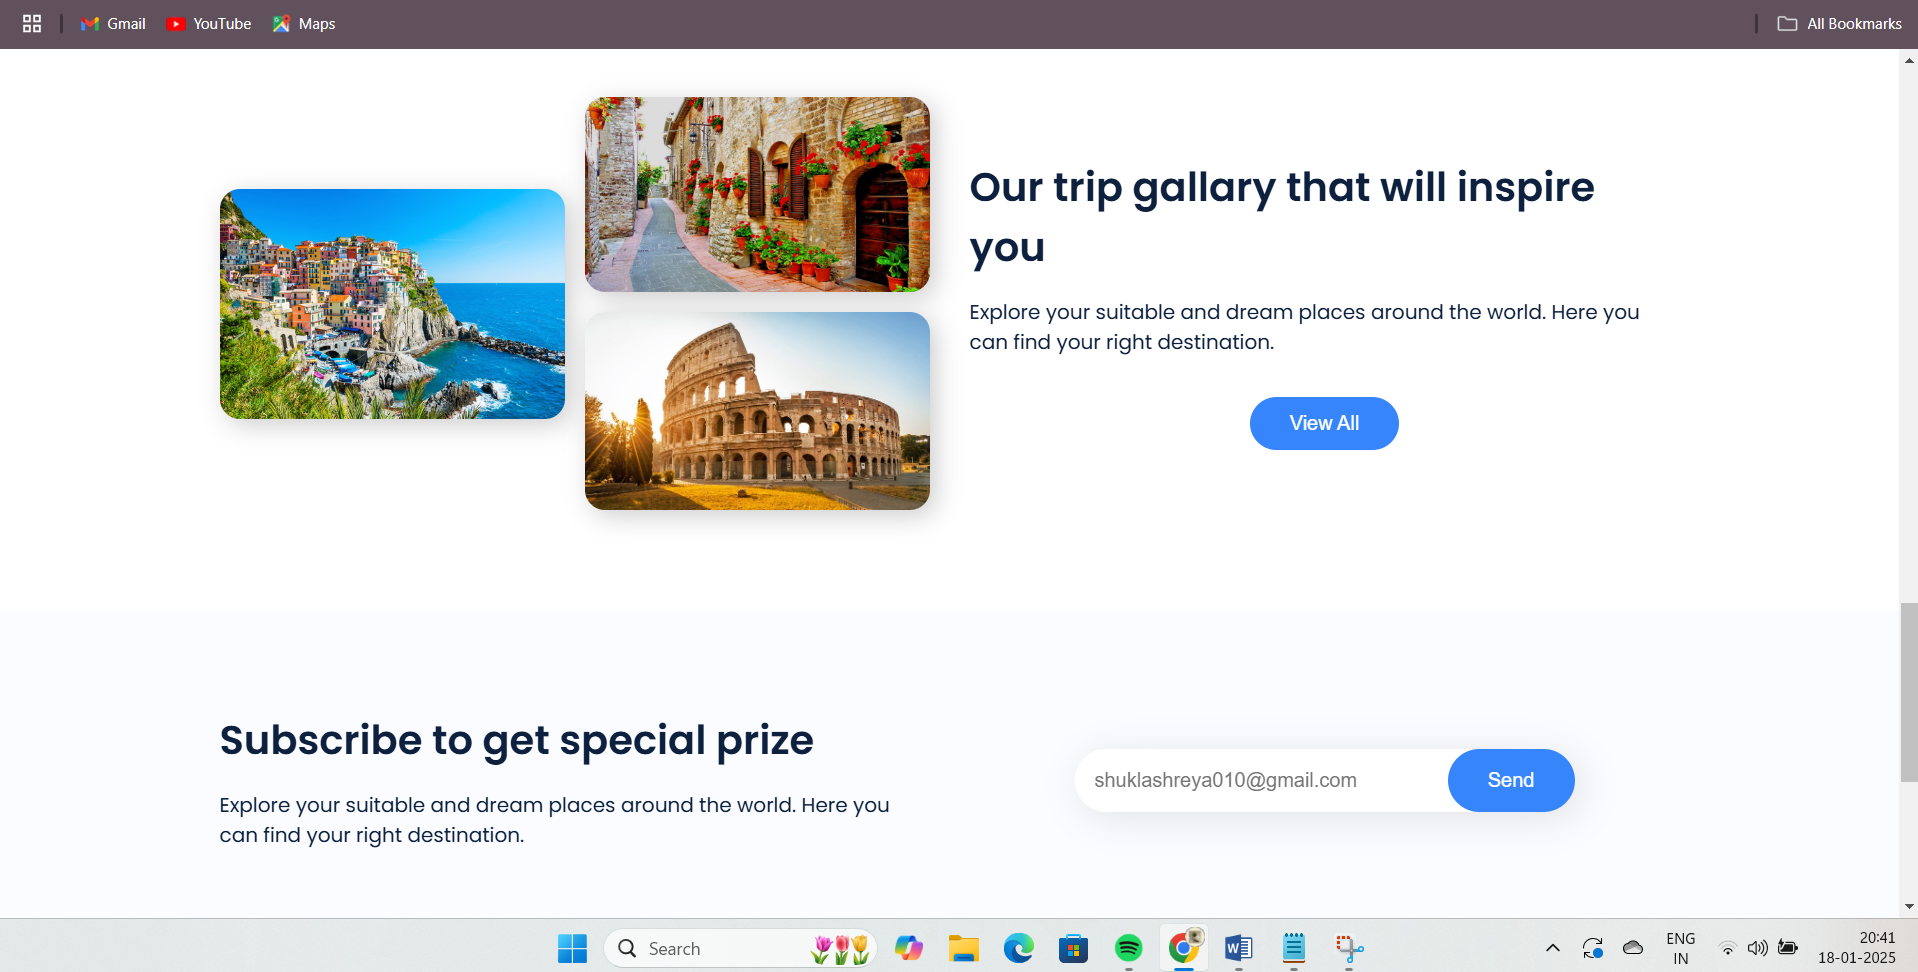 Gmail
YouTube
Maps
All Bookmarks
Our trip gallary that will inspire
you
Explore your suitable and dream places around the world. Here you
can find your right destination.
View All
Subscribe to get special prize
Explore your suitable and dream places around the world. Here you
can find your right destination.
shuklashreya010@gmail.com
Send
Search
W
ENG
IN
20:41
18-01-2025